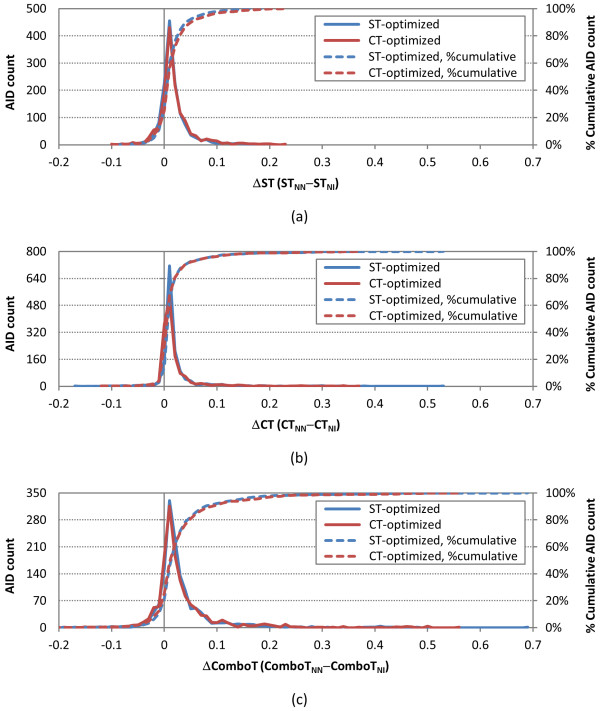 500 100%
ST-optimized
400 80%
CT-optimized
ST-optimized, %cumulative
300 60%
CT-optimized, %cumulative
200 40%
100 20%
0 0%
-0.2 -0.1 0 0.1 0.2 0.3 0.4 0.5 0.6 0.7
AID count
% Cumulative AID count
ΔST (STNN−STNI)
(a)
800 100%
ST-optimized
640 80%
CT-optimized
ST-optimized, %cumulative
480 60%
CT-optimized, %cumulative
320 40%
160 20%
0 0%
-0.2 -0.1 0 0.1 0.2 0.3 0.4 0.5 0.6 0.7
AID count
% Cumulative AID count
ΔCT (CTNN−CTNI)
(b)
350 100%
ST-optimized
280 80%
CT-optimized
ST-optimized, %cumulative
210 60%
CT-optimized, %cumulative
140 40%
70 20%
0 0%
-0.2 -0.1 0 0.1 0.2 0.3 0.4 0.5 0.6 0.7
AID count
% Cumulative AID count
ΔComboT (ComboTNN−ComboTNI)
(c)